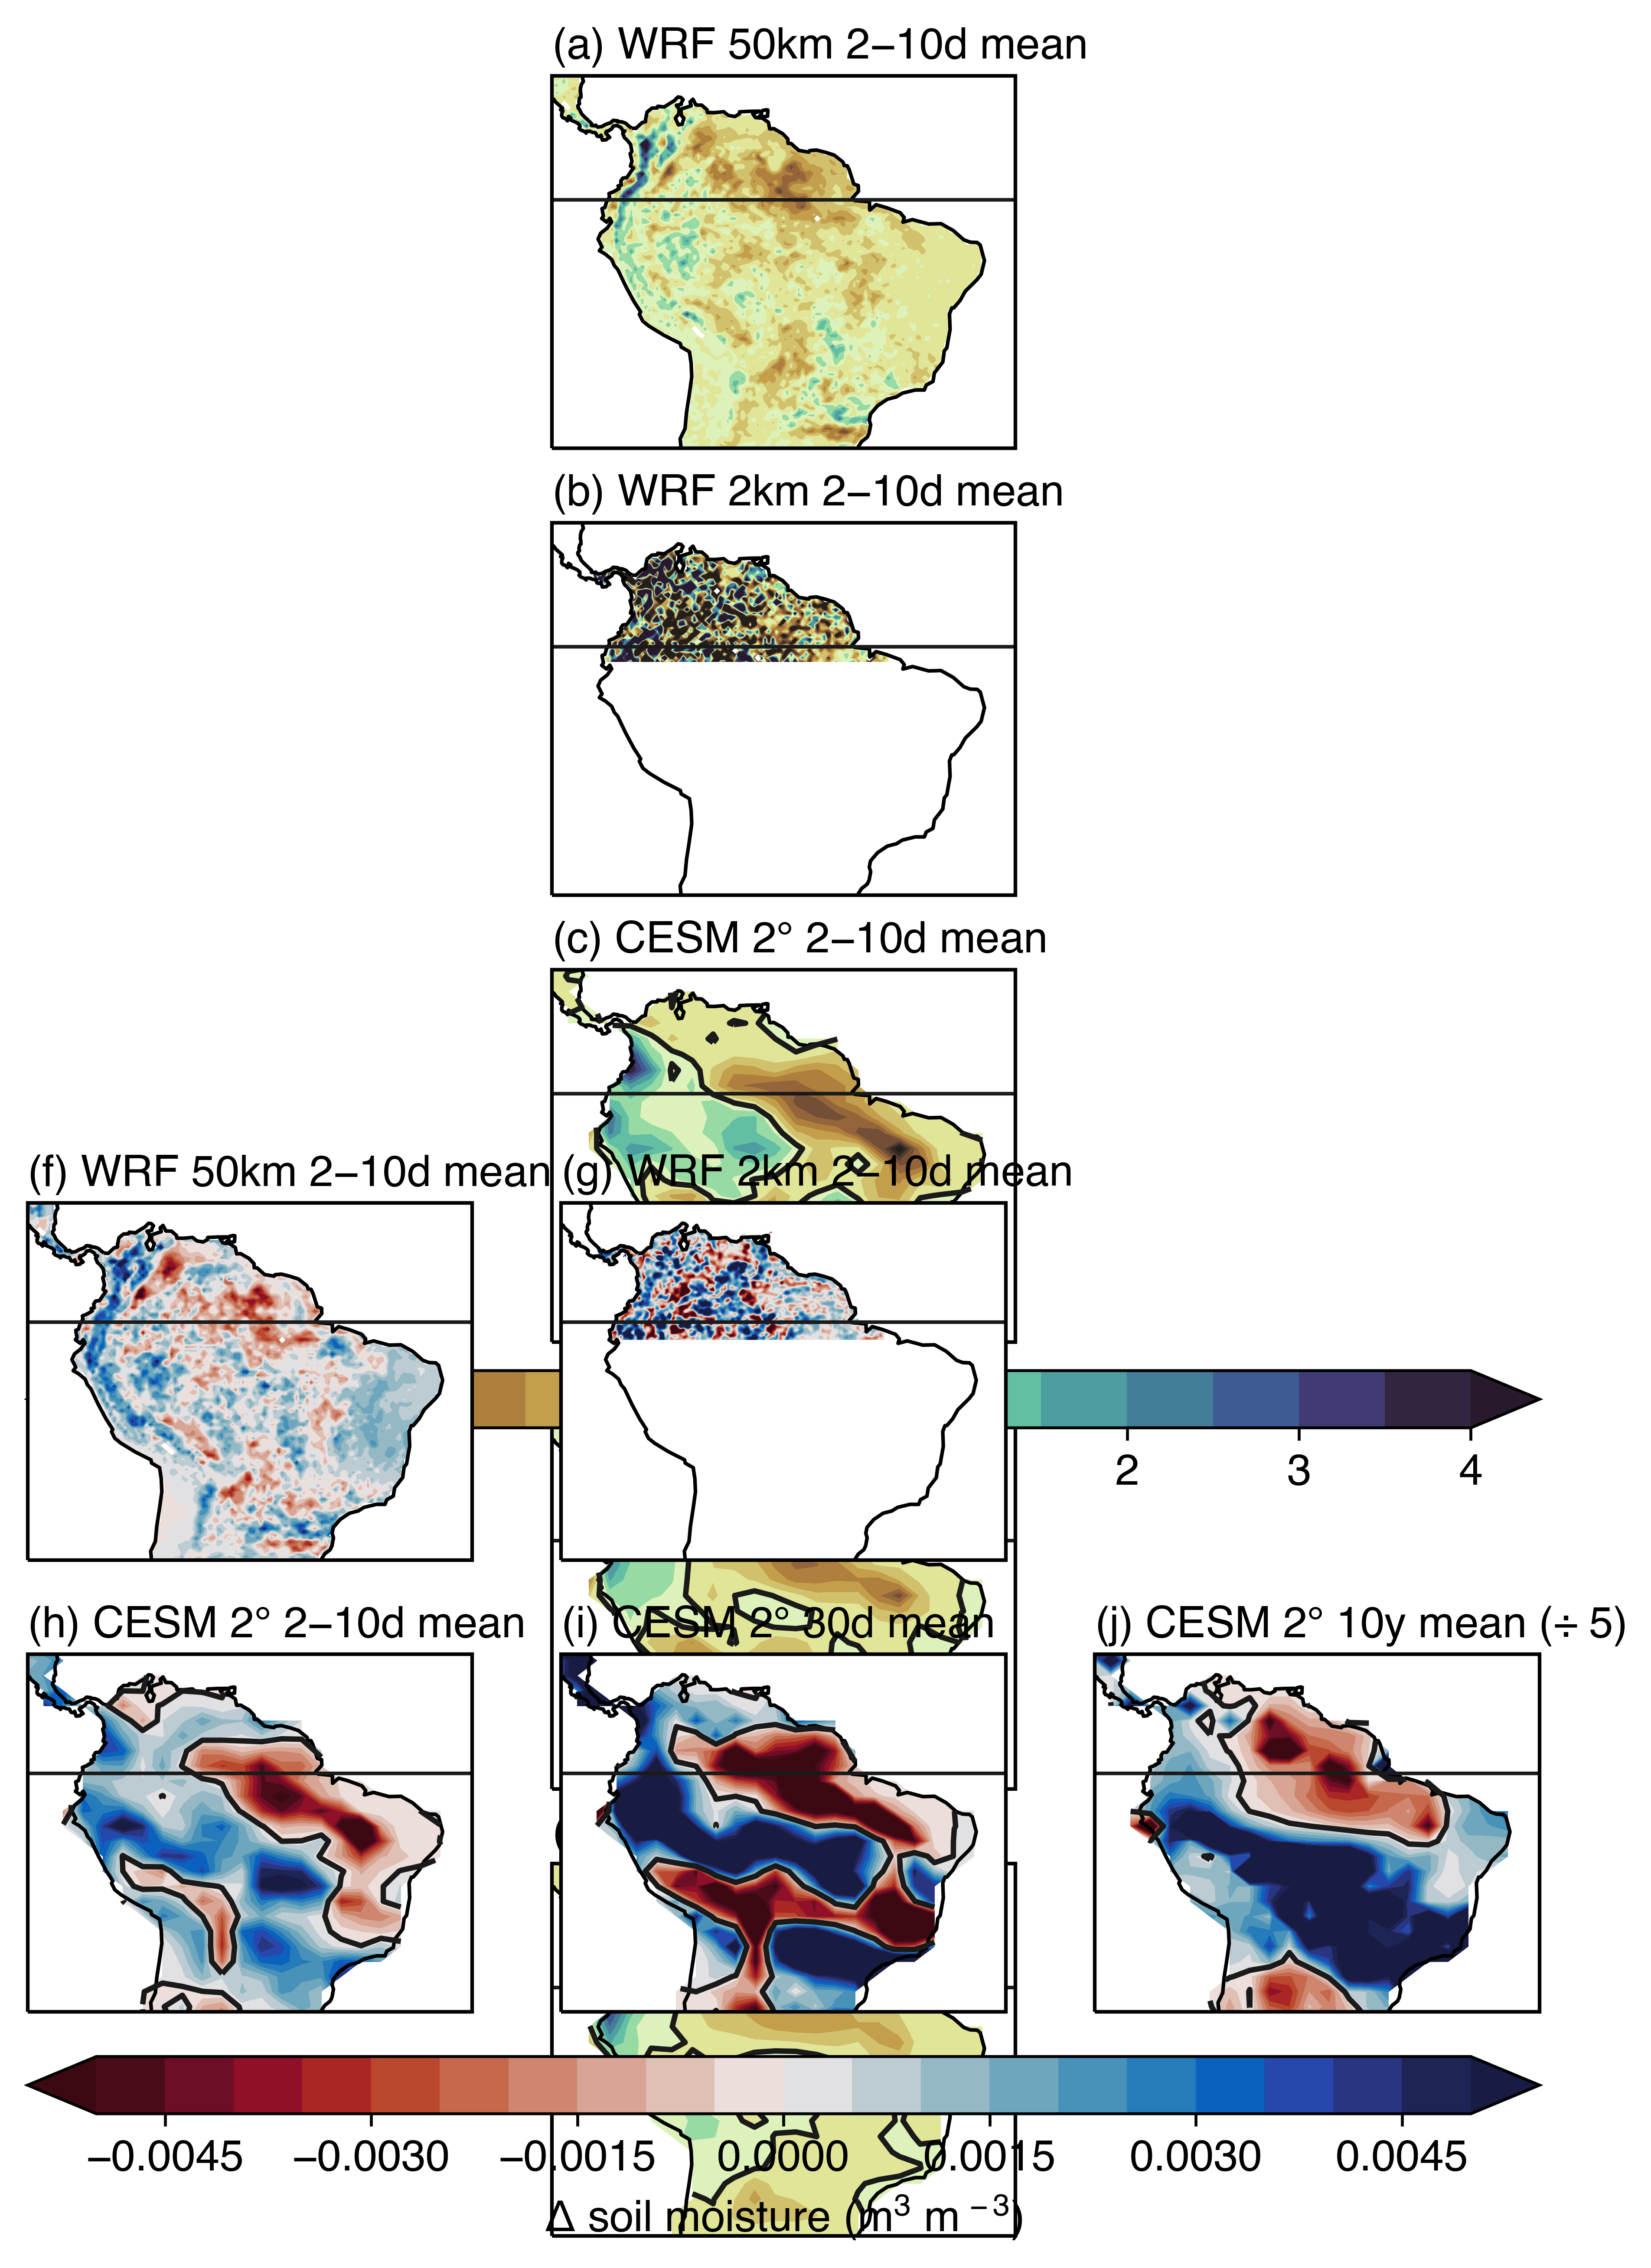 (a) WRF 50km 2−10d mean
(b) WRF 2km 2−10d mean
(c) CESM 2° 2−10d mean
(f) WRF 50km 2−10d mean
(g) WRF 2km 2−10d mean
2 3 4
(h) CESM 2° 2−10d mean
(i) CESM 2° 30d mean
(j) CESM 2° 10y mean (÷ 5)
−0.0045 −0.0030 −0.0015 0.0000 0.0015 0.0030 0.0045
Δ soil moisture (m³ m ⁻³)